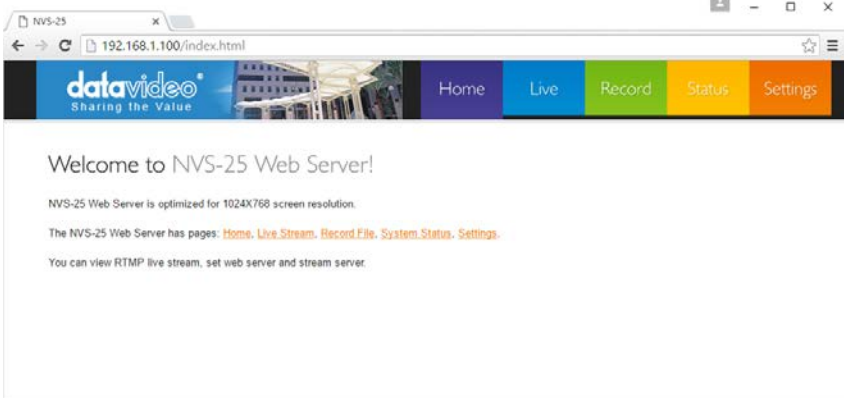 NVS-25
192.168.1.100/index.html
datavideo
Sharing the Value
Home
Live
Record
Status
Settings
Welcome to NVS-25 Web Server!
NVS-25 Web Server is optimized for 1024X768 screen resolution.
The NVS-25 Web Server has pages: Home, Live Stream, Record File, System Status, Settings.
You can view RTMP live stream, set web server and stream server.